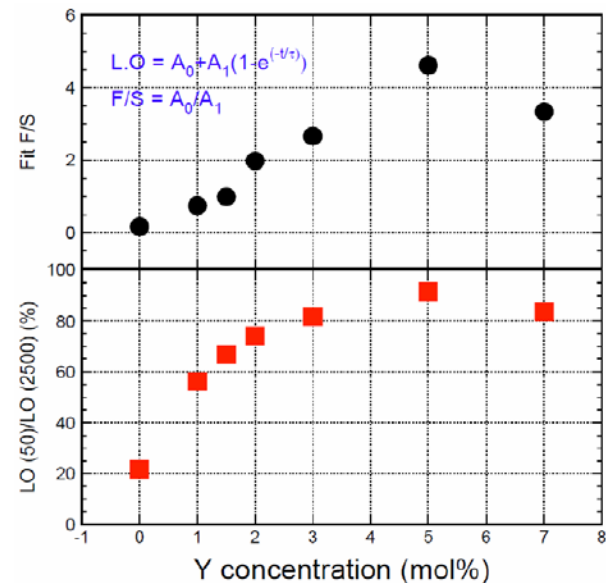 6
L.O = A₀+A₁(1-e^(-t/τ))
F/S = A₀/A₁
4
2
0
Fit F/S
100
80
60
40
20
0
LO (50)/LO (2500) (%)
-1 0 1 2 3 4 5 6 7 8
Y concentration (mol%)